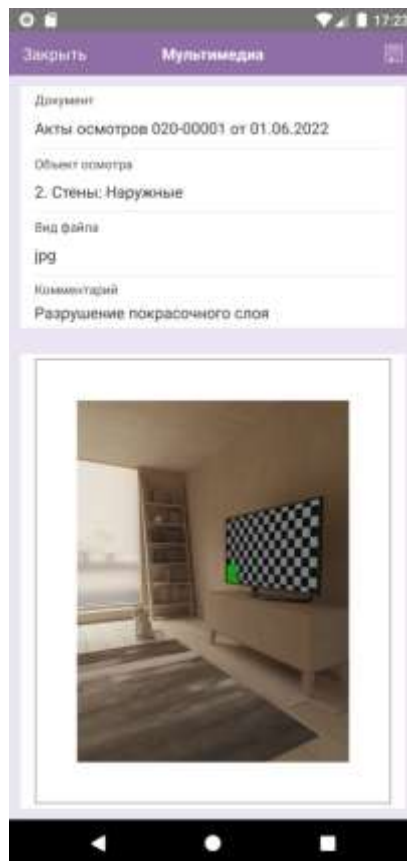 17:23
Закрыть
Мультимедиа
Документ
Акты осмотров 020-00001 от 01.06.2022
Объект осмотра
2. Стены: Наружные
Вид файла
jpg
Комментарий
Разрушение покрасочного слоя